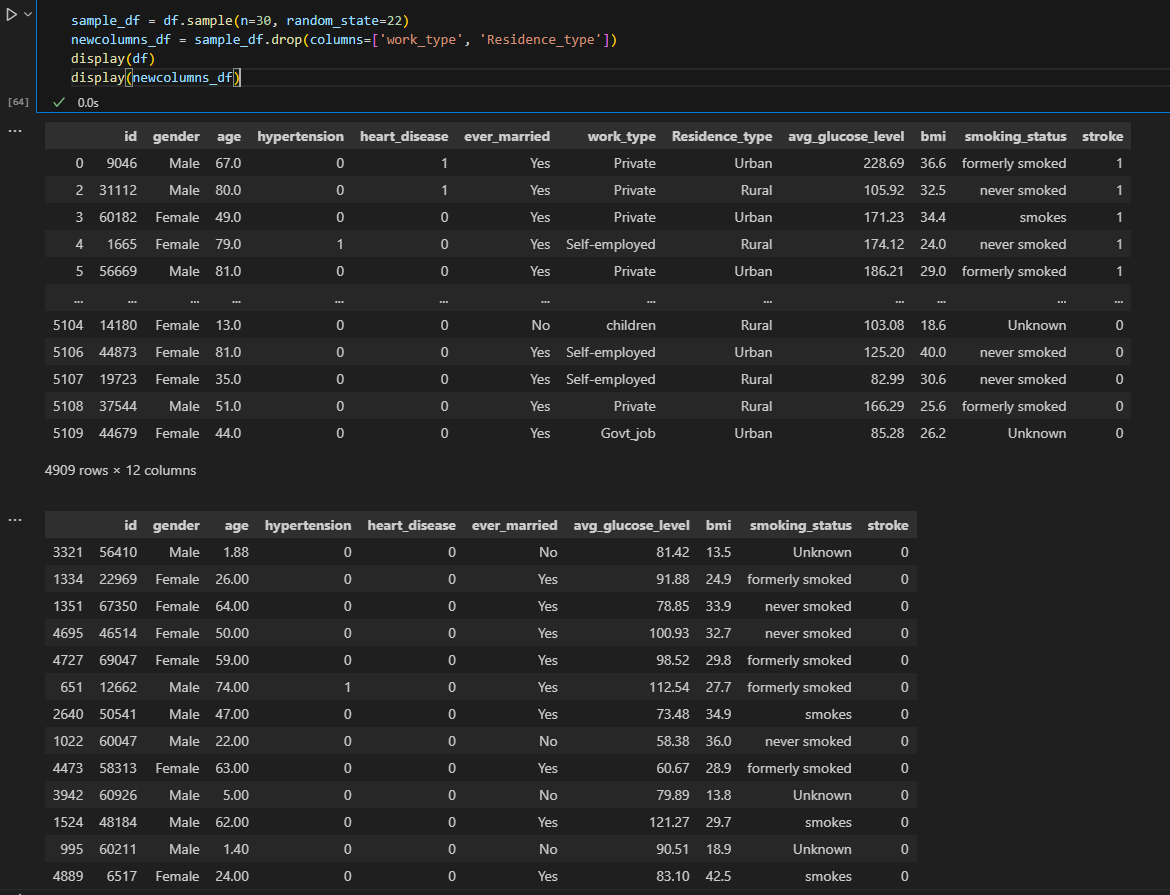 sample_df = df.sample(n=30, random_state=22)
newcolumns_df = sample_df.drop(columns=['work_type', 'Residence_type'])
display(df)
display(newcolumns_df)
[64] ✓ 0.0s
... id gender age hypertension heart_disease ever_married work_type Residence_type avg_glucose_level bmi smoking_status stroke
0 9046 Male 67.0 0 1 Yes Private Urban 228.69 36.6 formerly smoked 1
2 31112 Male 80.0 0 1 Yes Private Rural 105.92 32.5 never smoked 1
3 60182 Female 49.0 0 0 Yes Private Urban 171.23 34.4 smokes 1
4 1665 Female 79.0 1 0 Yes Self-employed Rural 174.12 24.0 never smoked 1
5 56669 Male 81.0 0 0 Yes Private Urban 186.21 29.0 formerly smoked 1
... ... ... ... ... ... ... ... ... ... ... ... ...
5104 14180 Female 13.0 0 0 No children Rural 103.08 18.6 Unknown 0
5106 44873 Female 81.0 0 0 Yes Self-employed Urban 125.20 40.0 never smoked 0
5107 19723 Female 35.0 0 0 Yes Self-employed Rural 82.99 30.6 never smoked 0
5108 37544 Male 51.0 0 0 Yes Private Rural 166.29 25.6 formerly smoked 0
5109 44679 Female 44.0 0 0 Yes Govt_job Urban 85.28 26.2 Unknown 0
4909 rows × 12 columns
... id gender age hypertension heart_disease ever_married avg_glucose_level bmi smoking_status stroke
3321 56410 Male 1.88 0 0 No 81.42 13.5 Unknown 0
1334 22969 Female 26.00 0 0 Yes 91.88 24.9 formerly smoked 0
1351 67350 Female 64.00 0 0 Yes 78.85 33.9 never smoked 0
4695 46514 Female 50.00 0 0 Yes 100.93 32.7 never smoked 0
4727 69047 Female 59.00 0 0 Yes 98.52 29.8 formerly smoked 0
651 12662 Male 74.00 1 0 Yes 112.54 27.7 formerly smoked 0
2640 50541 Male 47.00 0 0 Yes 73.48 34.9 smokes 0
1022 60047 Male 22.00 0 0 No 58.38 36.0 never smoked 0
4473 58313 Female 63.00 0 0 Yes 60.67 28.9 formerly smoked 0
3942 60926 Male 5.00 0 0 No 79.89 13.8 Unknown 0
1524 48184 Male 62.00 0 0 Yes 121.27 29.7 smokes 0
995 60211 Male 1.40 0 0 No 90.51 18.9 Unknown 0
4889 6517 Female 24.00 0 0 Yes 83.10 42.5 smokes 0